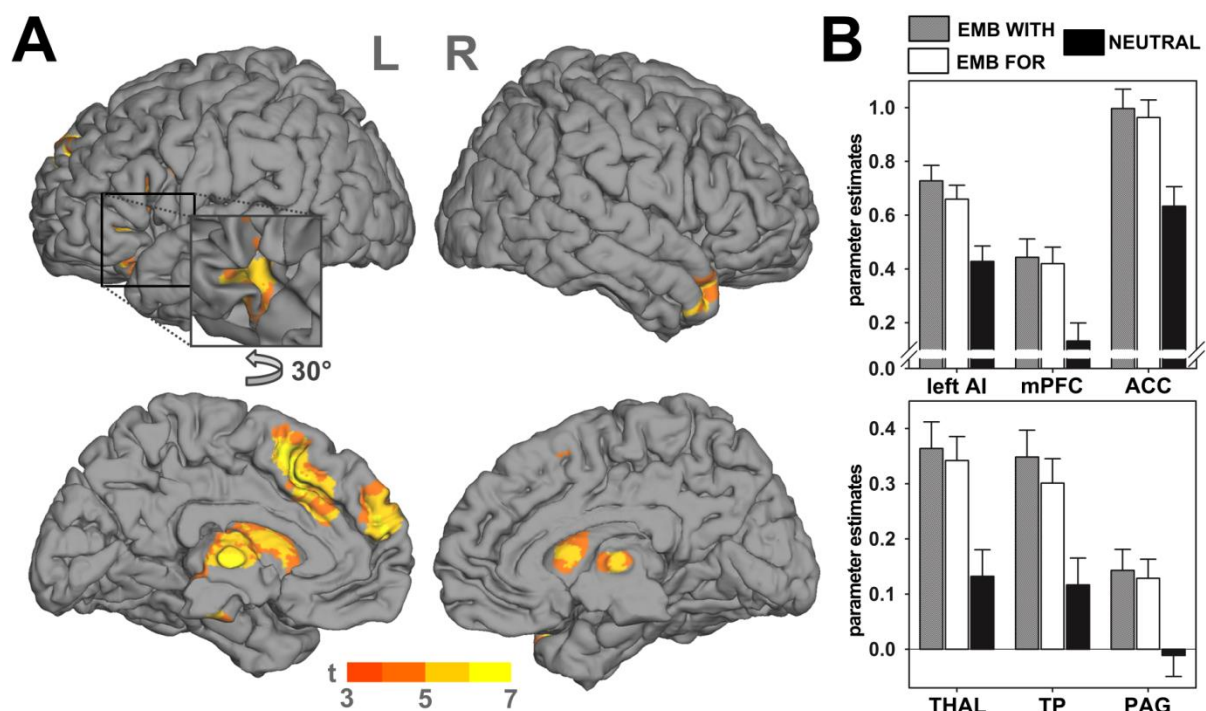 A
L R
30°
t
3 5 7
B
EMB WITH
EMB FOR
NEUTRAL
parameter estimates
1.0
0.8
0.6
0.4
0.2
0.0
left AI mPFC ACC
parameter estimates
0.4
0.3
0.2
0.1
0.0
THAL TP PAG